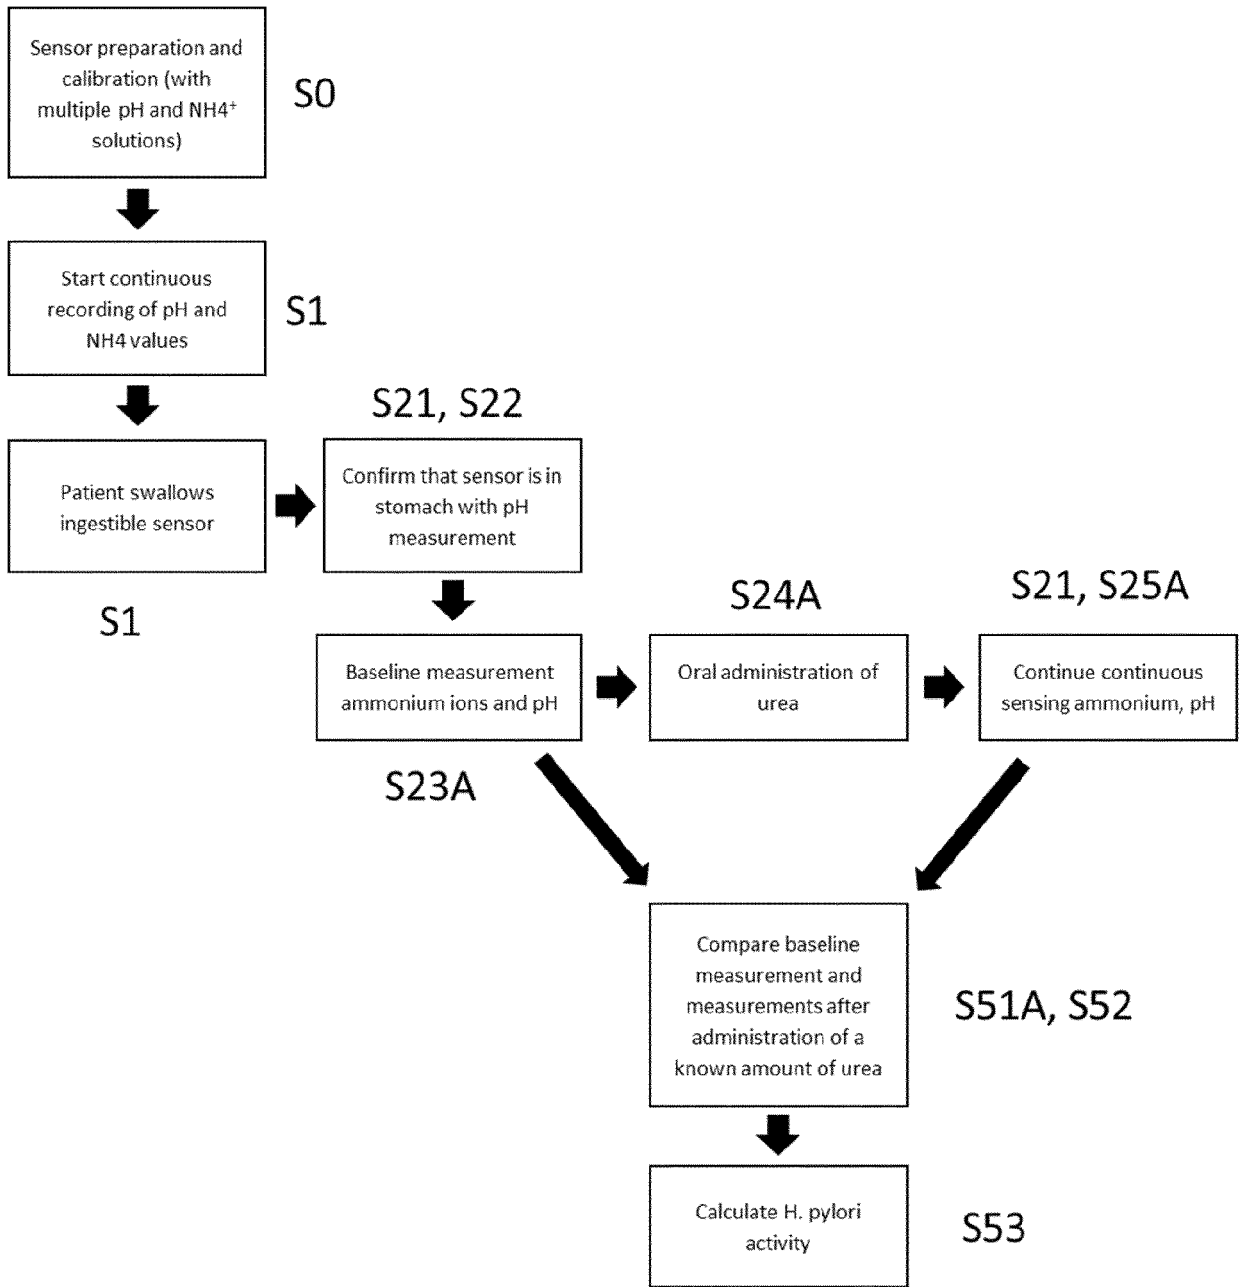 Sensor preparation and
calibration (with
multiple pH and NH4⁺
solutions)
S0
Start continuous
recording of pH and
NH4 values
S1
Patient swallows
ingestible sensor
S1
S21, S22
Confirm that sensor is in
stomach with pH
measurement
Baseline measurement
ammonium ions and pH
S23A
S24A
Oral administration of
urea
S21, S25A
Continue continuous
sensing ammonium, pH
Compare baseline
measurement and
measurements after
administration of a
known amount of urea
S51A, S52
Calculate H. pylori
activity
S53